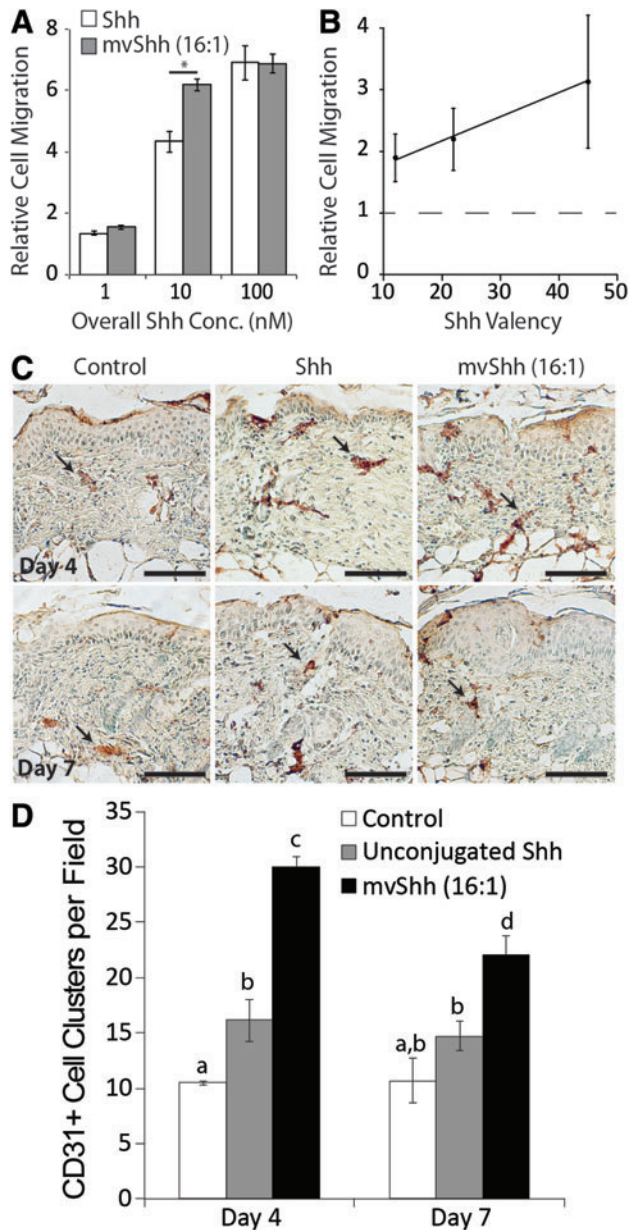 A
Shh
mvShh (16:1)
*
8
6
4
2
0
Relative Cell Migration
1 10 100
Overall Shh Conc. (nM)
B
4
3
2
1
0
Relative Cell Migration
10 20 30 40 50
Shh Valency
C
Control Shh mvShh (16:1)
Day 4
Day 7
D
Control
Unconjugated Shh
mvShh (16:1)
35
30
25
20
15
10
5
0
CD31+ Cell Clusters per Field
a b c a,b b d
Day 4 Day 7